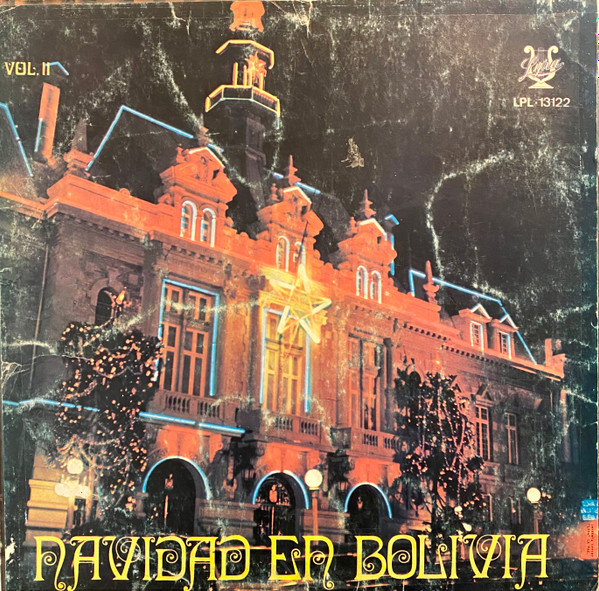 VOL. II
Lyra
LPL-13122
NAVIDAD EN BOLIVIA